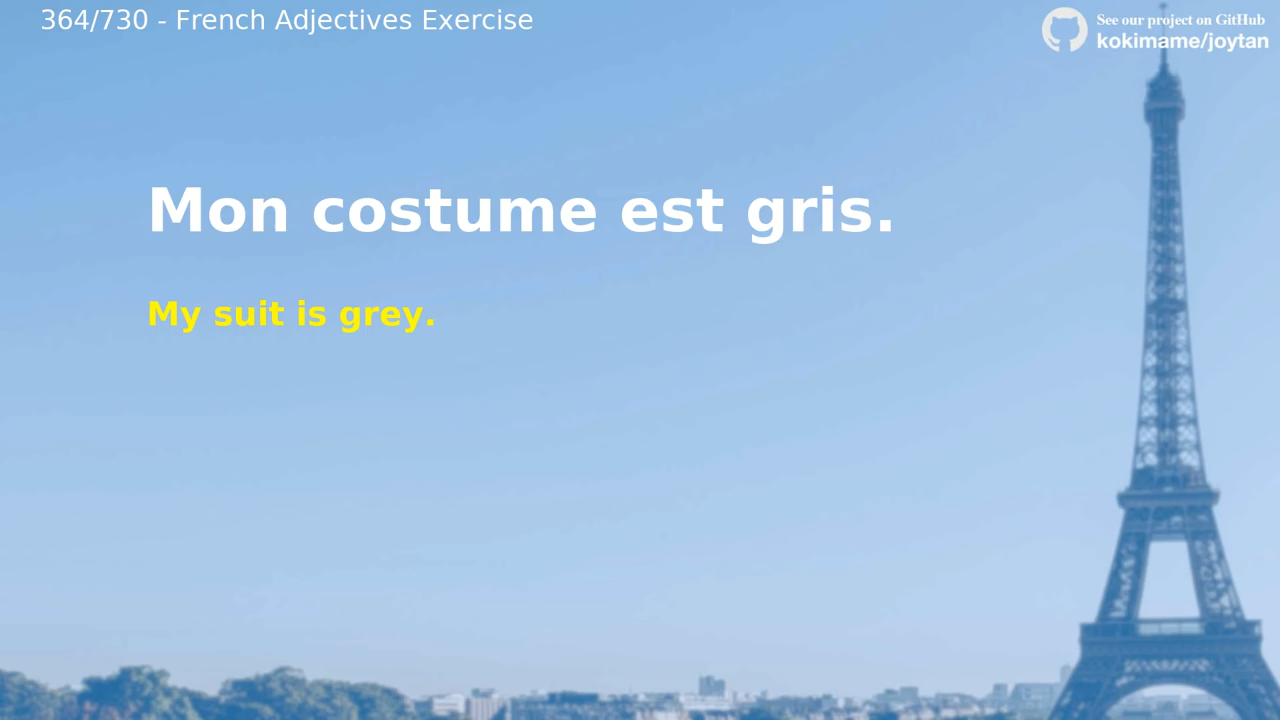 364/730 - French Adjectives Exercise
See our project on GitHub
kokimame/joytan
Mon costume est gris.
My suit is grey.